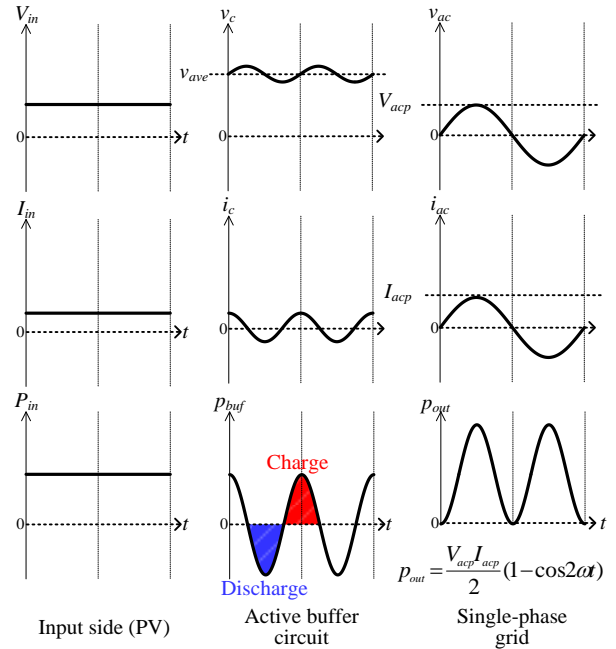 V_in v_c v_ac
v_ave
V_acp
0 t 0 0
I_in i_c i_ac
I_acp
0 t 0 0
P_in p_buf p_out
Charge
0 t 0 t 0 t
Discharge
p_out = V_acp I_acp / 2 (1−cos2ωt)
Input side (PV)
Active buffer
circuit
Single-phase
grid